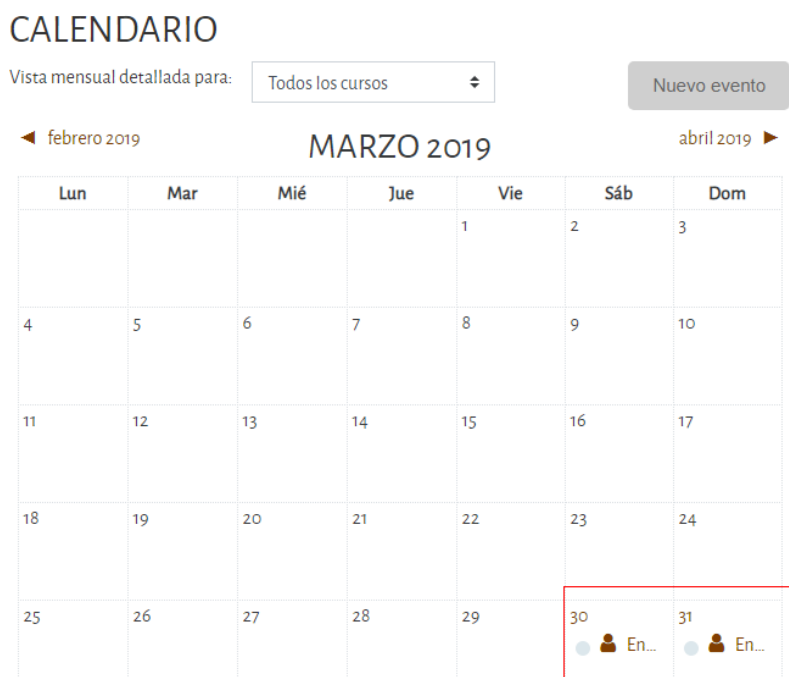 CALENDARIO
Vista mensual detallada para: Todos los cursos Nuevo evento
febrero 2019 MARZO 2019 abril 2019
Lun Mar Mié Jue Vie Sáb Dom
1 2 3
4 5 6 7 8 9 10
11 12 13 14 15 16 17
18 19 20 21 22 23 24
25 26 27 28 29 30 31
En... En...